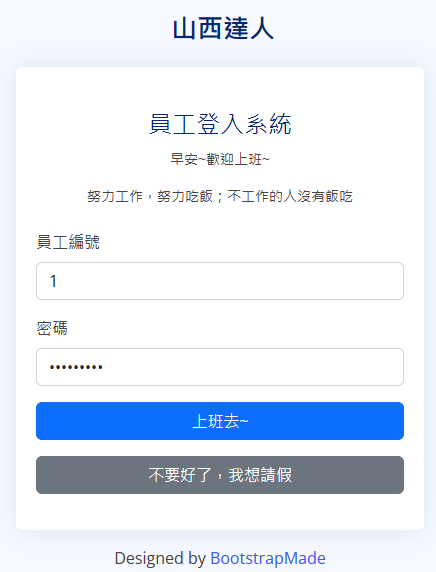 山西達人
員工登入系統
早安~歡迎上班~
努力工作，努力吃飯；不工作的人沒有飯吃
員工編號
1
密碼
•••••••••
上班去~
不要好了，我想請假
Designed by BootstrapMade